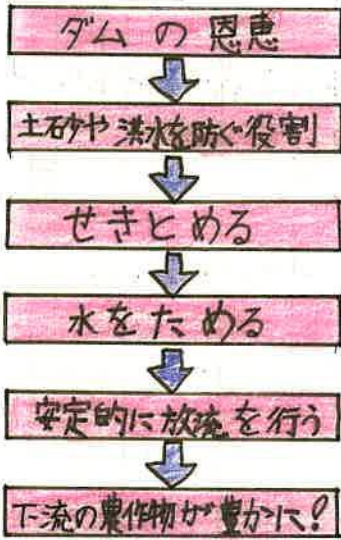 ダムの恩恵
土砂や洪水を防ぐ役割
せきとめる
水をためる
安定的に放流を行う
下流の農作物が豊かに!